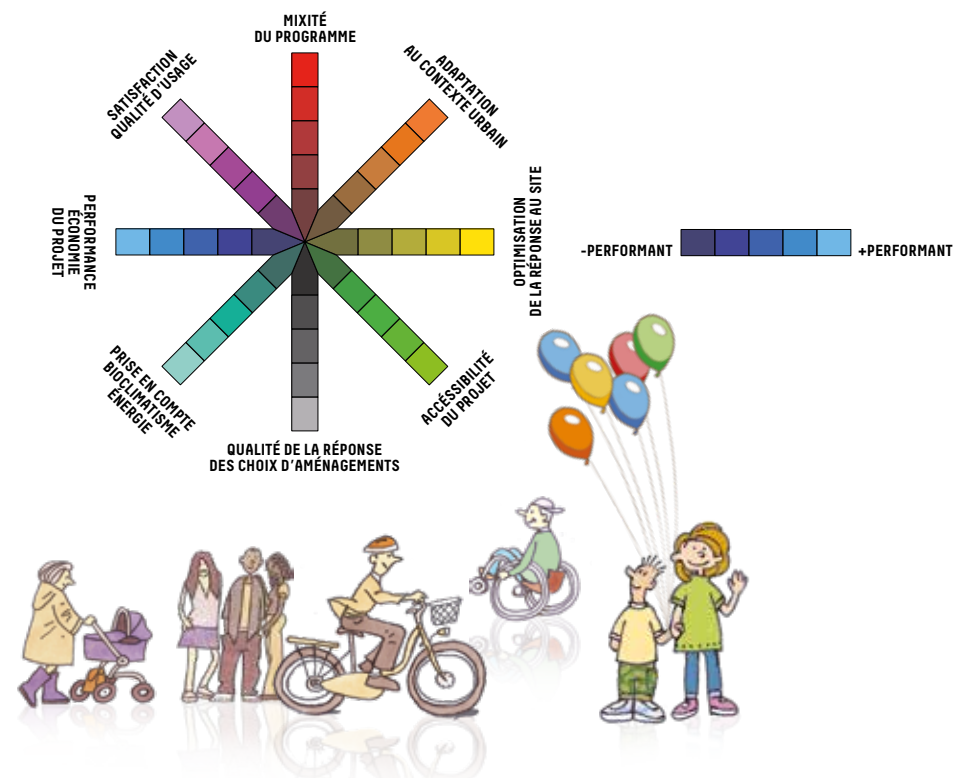 MIXITÉ
DU PROGRAMME
ADAPTATION
AU CONTEXTE URBAIN
OPTIMISATION
DE LA RÉPONSE AU SITE
ACCÉSSIBILITÉ
DU PROJET
QUALITÉ DE LA RÉPONSE
DES CHOIX D'AMÉNAGEMENTS
PRISE EN COMPTE
BIOCLIMATISME
ÉNERGIE
PERFORMANCE
ÉCONOMIE
DU PROJET
SATISFACTION
QUALITÉ D'USAGE
-PERFORMANT
+PERFORMANT